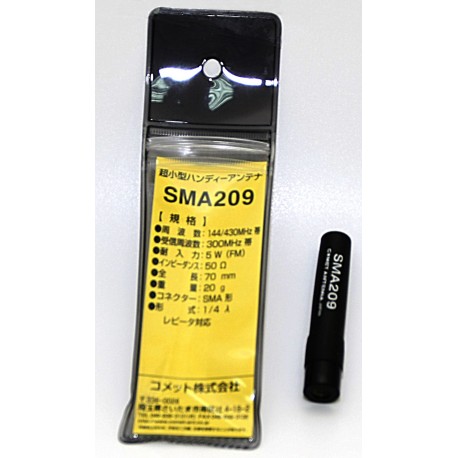 超小型ハンディーアンテナ
SMA209
【規格】
●周波数:144/430MHz帯
●受信周波数:300MHz帯
●耐入力:5W(FM)
●インピーダンス:50Ω
●全長:70mm
●重量:20g
●コネクター:SMA形
●形式:1/4λ
レピータ対応
コメット株式会社
SMA209
COMET ANTENNA